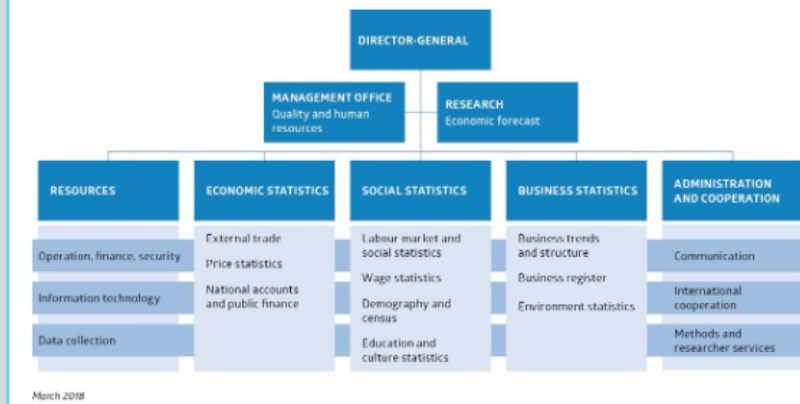 DIRECTOR-GENERAL
MANAGEMENT OFFICE
Quality and human
resources
RESEARCH
Economic forecast
RESOURCES
Operation, finance, security
Information technology
Data collection
ECONOMIC STATISTICS
External trade
Price statistics
National accounts
and public finance
SOCIAL STATISTICS
Labour market and
social statistics
Wage statistics
Demography and
census
Education and
culture statistics
BUSINESS STATISTICS
Business trends
and structure
Business register
Environment statistics
ADMINISTRATION
AND COOPERATION
Communication
International
cooperation
Methods and
researcher services
March 2018